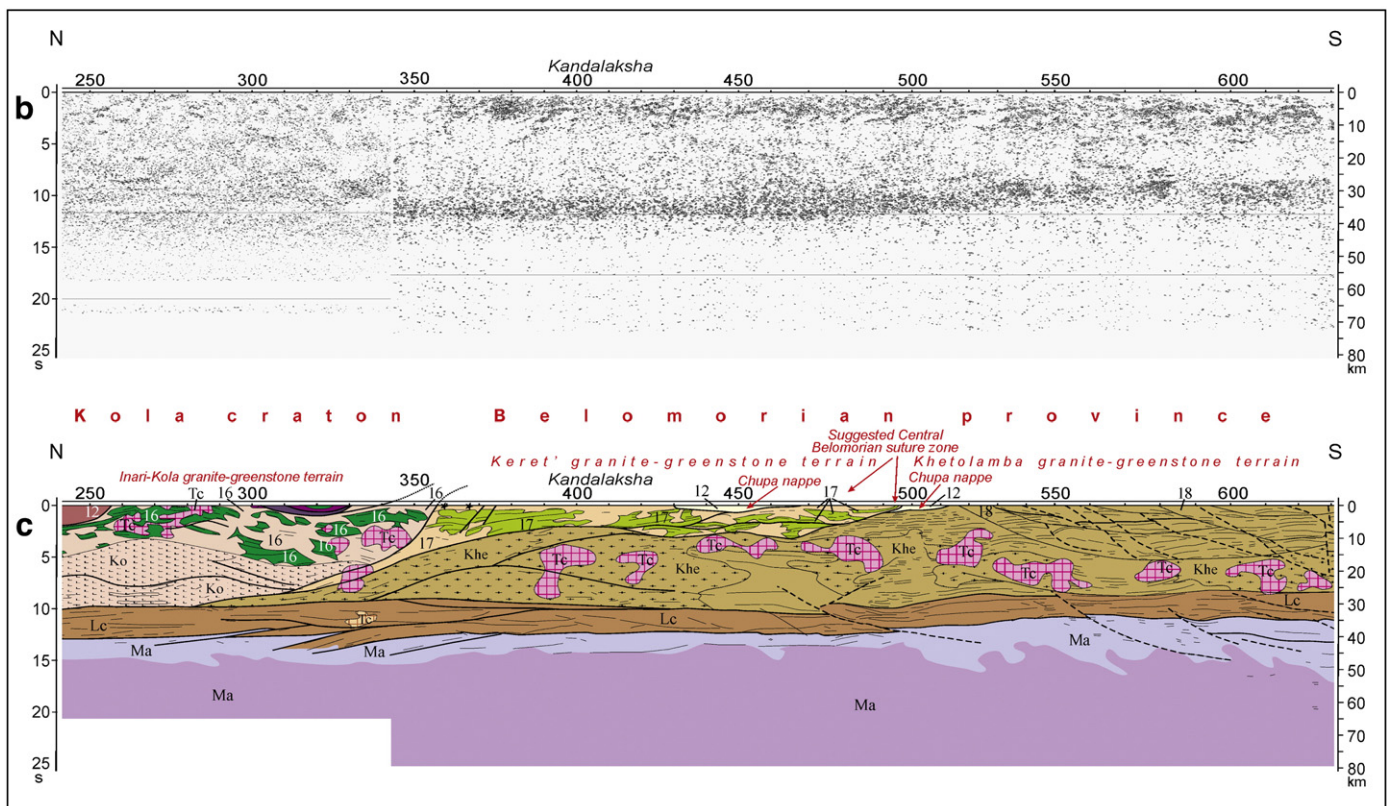 N S
250 300 350 400 Kandalaksha 450 500 550 600
b
0 0
10
5
20
10 30
40
15 50
60
20
70
25 80
s km
Kola craton Belomorian province
Suggested Central
Belomorian suture zone
N S
Inari-Kola granite-greenstone terrain
Keret' granite-greenstone terrain Khetolamba granite-greenstone terrain
Chupa nappe Chupa nappe
250 Tc 16 300 350 16 400 Kandalaksha 12 450 17 500 12 550 18 600
c
0 12 Tc 16 16 16 Tc 17 17 18 0
16 16 16 17 Tc Tc 10
5 Ko Khe Tc Tc Khe Khe Tc Tc Khe Tc 20
Ko
10 Lc Tc Lc Lc 30
Ma Ma Ma 40
15 50
Ma Ma 60
20
70
25 80
s km